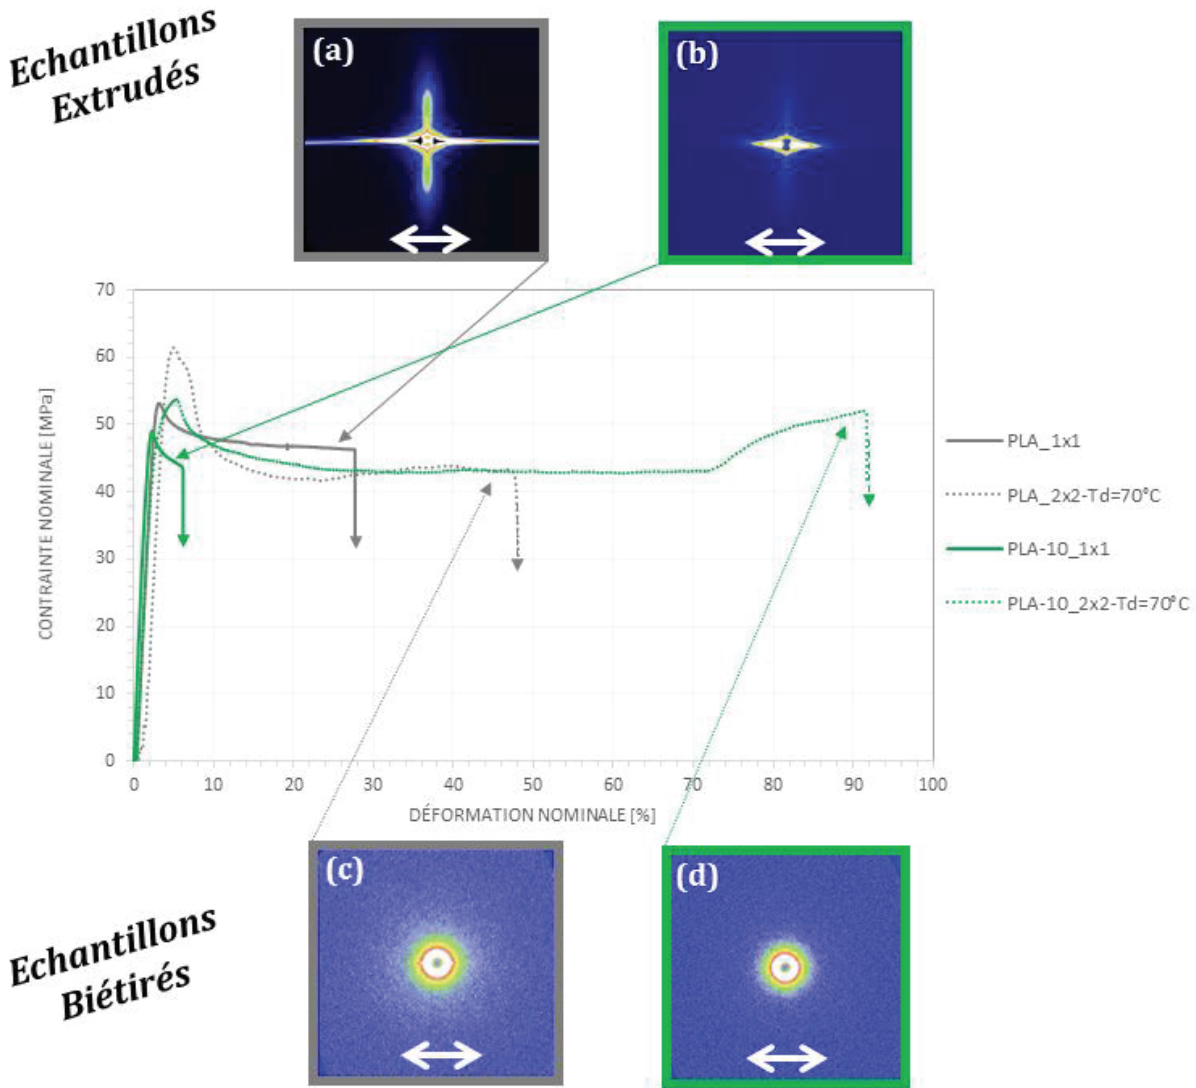 Echantillons
Extrudés
(a)
(b)
70
60
50
40
30
20
10
0
CONTRAINTE NOMINALE [MPa]
0 10 20 30 40 50 60 70 80 90 100
DÉFORMATION NOMINALE [%]
PLA_1x1
PLA_2x2-Td=70°C
PLA-10_1x1
PLA-10_2x2-Td=70°C
Echantillons
Biétirés
(c)
(d)